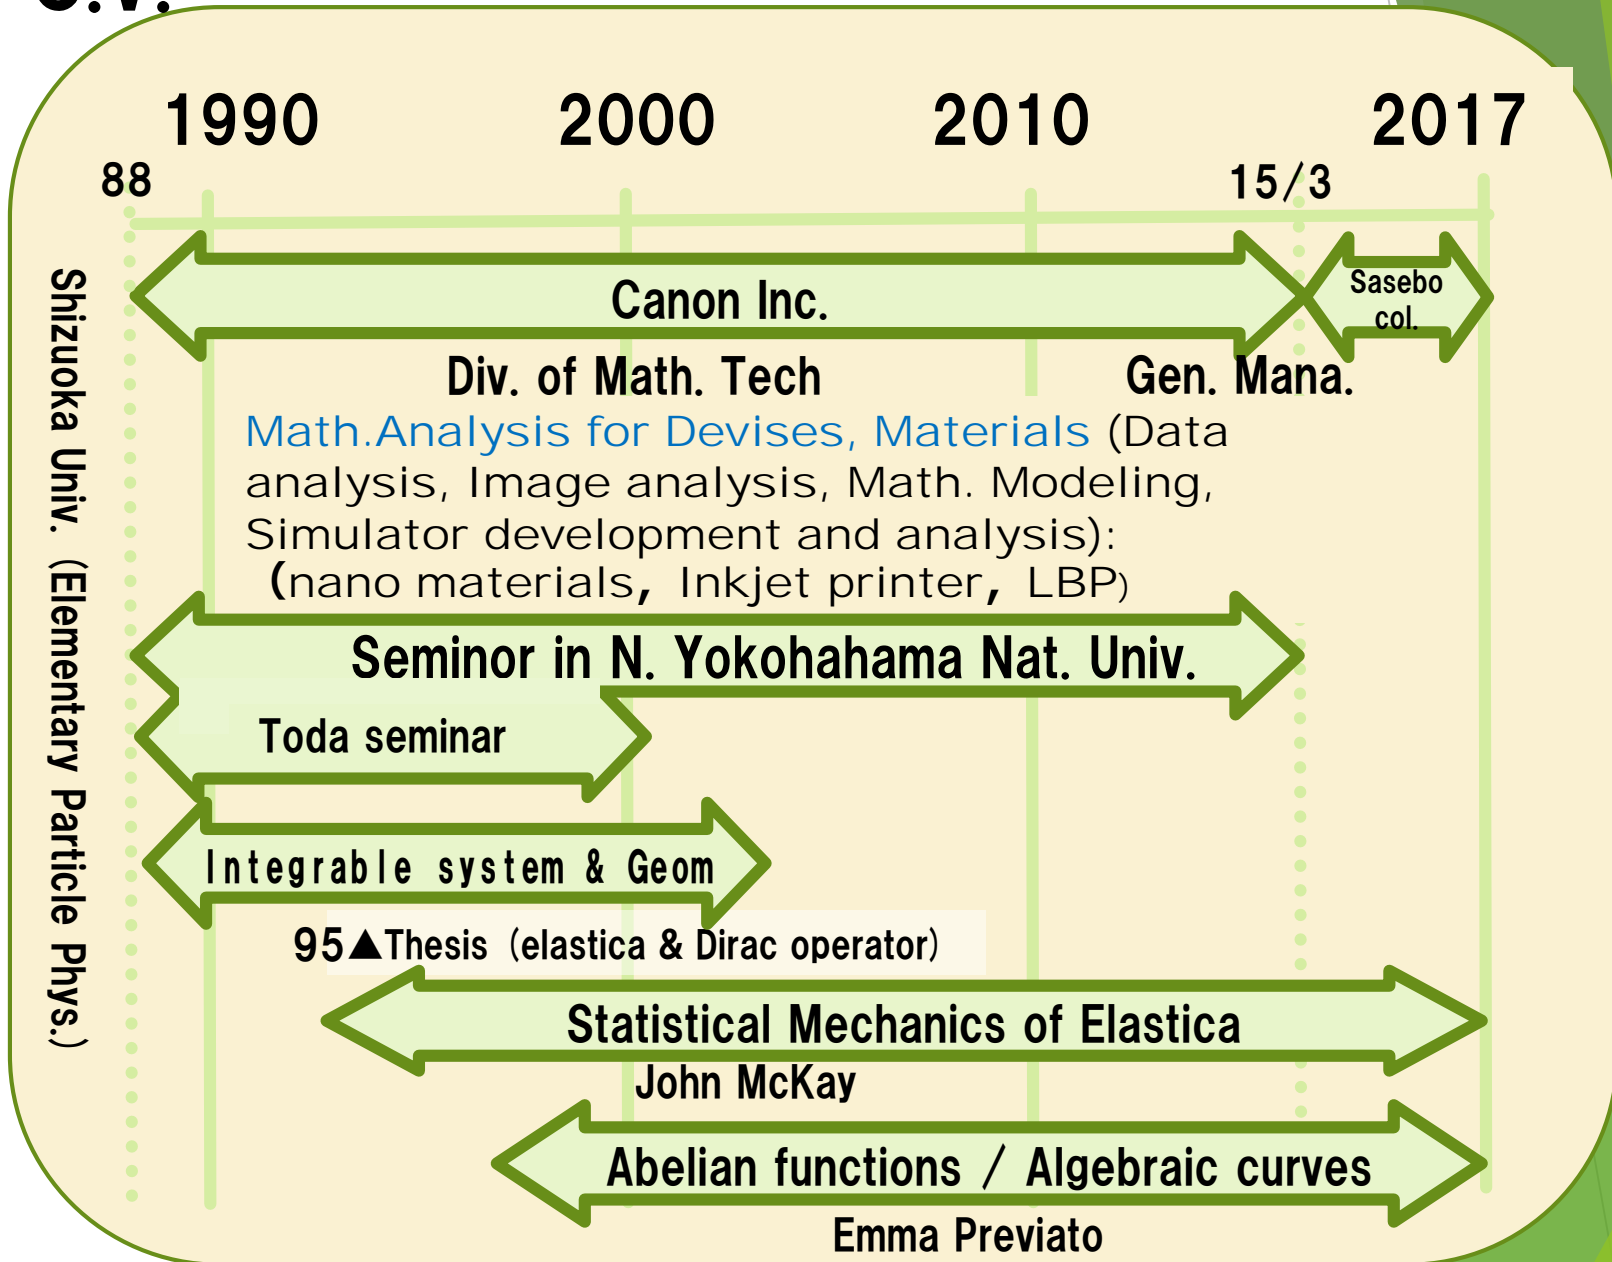 C.V.
1990 2000 2010 2017
88 15/3
Canon Inc.
Sasebo
col.
Div. of Math. Tech Gen. Mana.
Math.Analysis for Devises, Materials (Data
analysis, Image analysis, Math. Modeling,
Simulator development and analysis):
(nano materials, Inkjet printer, LBP)
Shizuoka Univ. (Elementary Particle Phys.)
Seminor in N. Yokohahama Nat. Univ.
Toda seminar
Integrable system & Geom
95▲Thesis (elastica & Dirac operator)
Statistical Mechanics of Elastica
John McKay
Abelian functions / Algebraic curves
Emma Previato